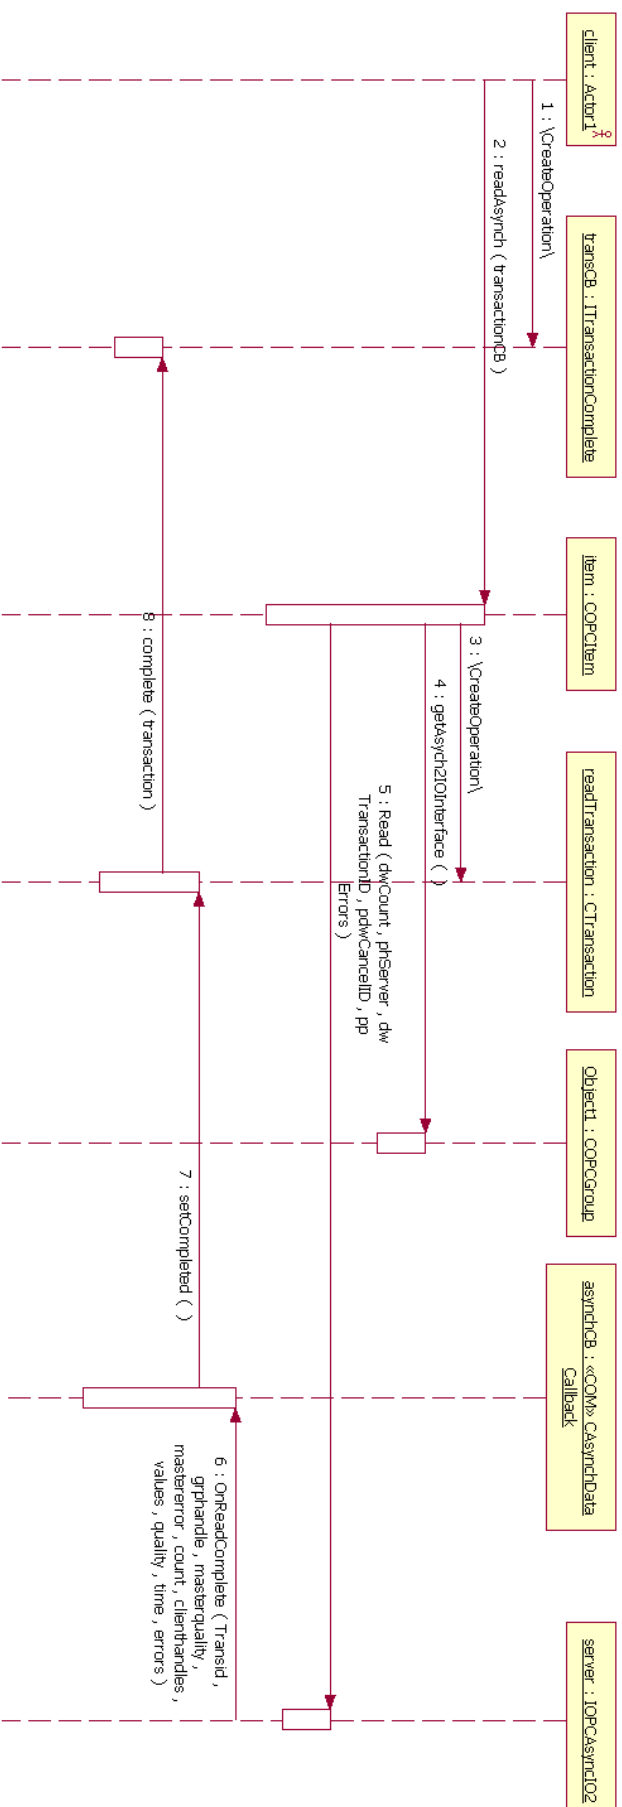 client : Actor1
transCB : ITransactionComplete
item : COPCItem
readTransaction : CTransaction
Object1 : COPCGroup
asynchCB : «COM» CAsynchData
Callback
server : IOPCAsyncIO2
1 : \CreateOperation\
2 : readAsynch ( transactionCB )
3 : \CreateOperation\
4 : getAsych2IOInterface ( )
5 : Read ( dwCount , phServer , dw
TransactionID , pdwCancelID , pp
Errors )
6 : OnReadComplete ( Transid ,
grphandle , masterquality ,
mastererror , count , clienthandles ,
values , quality , time , errors )
7 : setCompleted ( )
8 : complete ( transaction )